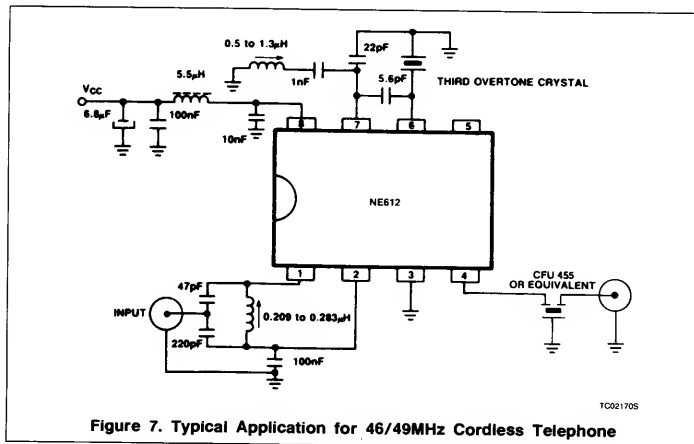 0.5 to 1.3μH
22pF
1nF
5.6pF
THIRD OVERTONE CRYSTAL
VCC
5.5μH
6.8μF
100nF
10nF
8
7
6
5
NE612
1
2
3
4
47pF
INPUT
0.209 to 0.283μH
220pF
100nF
CFU 455
OR EQUIVALENT
TC02170S
Figure 7. Typical Application for 46/49MHz Cordless Telephone